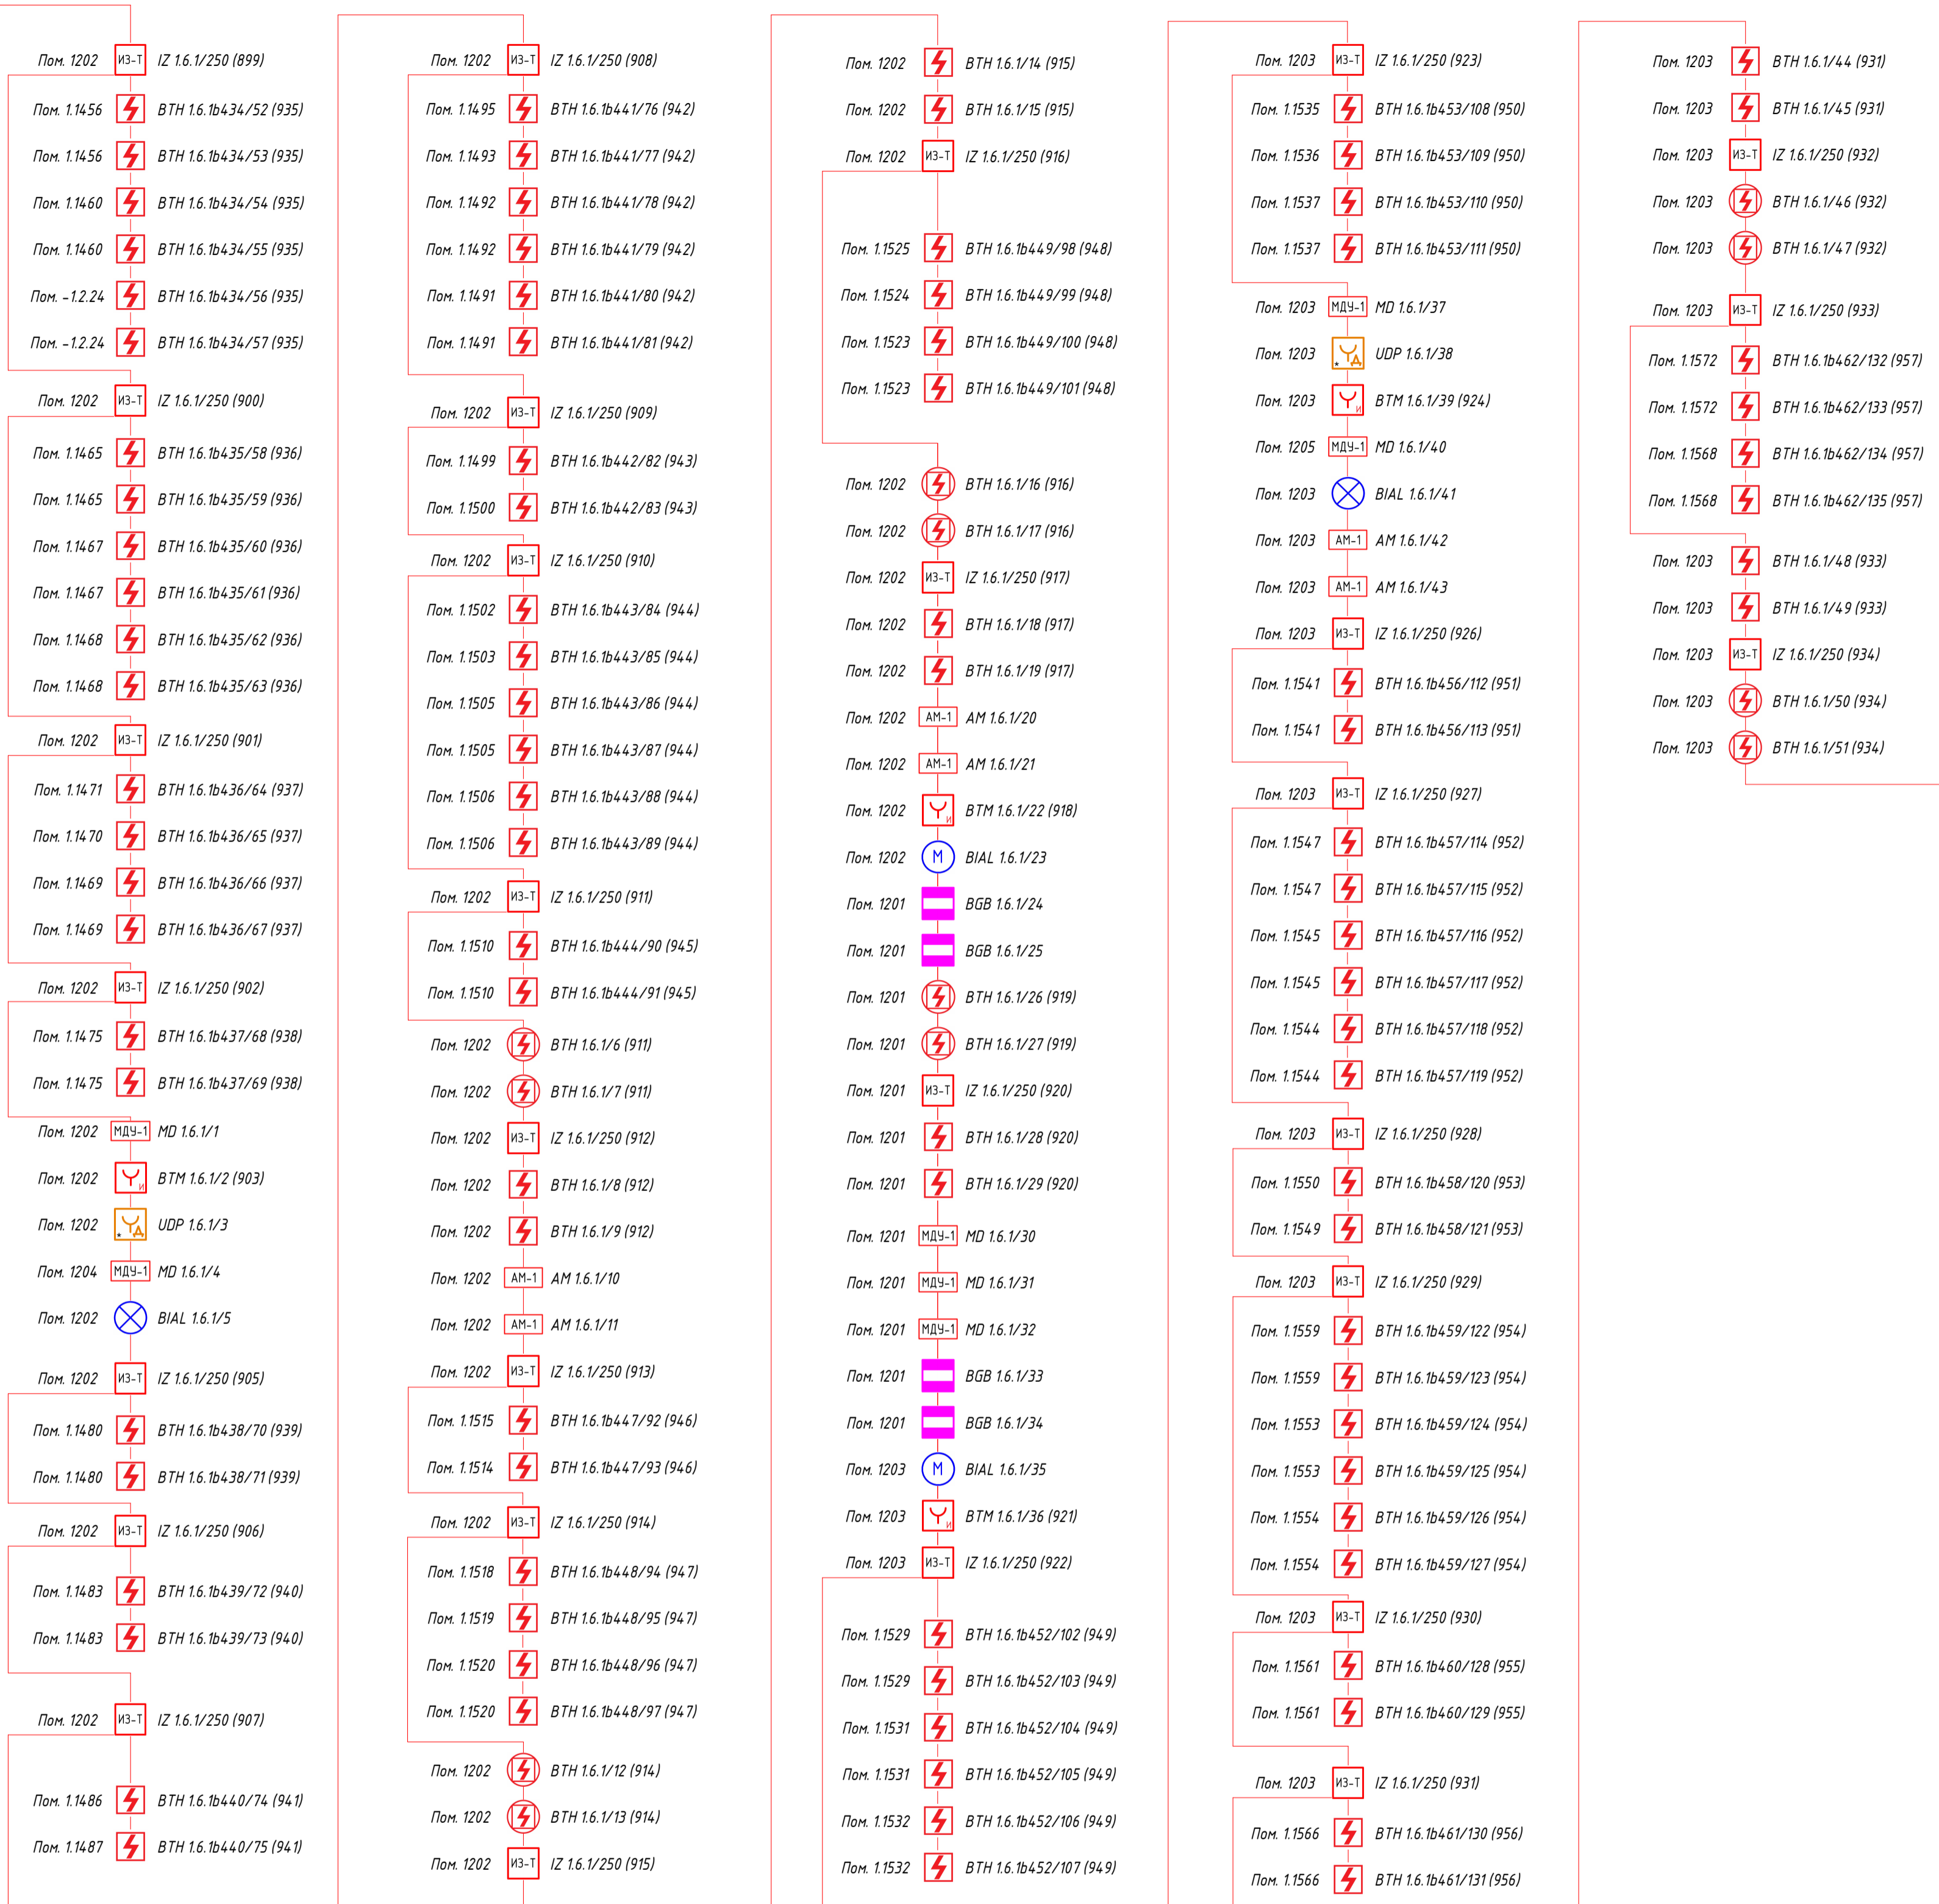 Пом. 1202 ИЗ-Т IZ 1.6.1/250 (899)
Пом. 1.1456 BTH 1.6.1b434/52 (935)
Пом. 1.1456 BTH 1.6.1b434/53 (935)
Пом. 1.1460 BTH 1.6.1b434/54 (935)
Пом. 1.1460 BTH 1.6.1b434/55 (935)
Пом. -1.2.24 BTH 1.6.1b434/56 (935)
Пом. -1.2.24 BTH 1.6.1b434/57 (935)
Пом. 1202 ИЗ-Т IZ 1.6.1/250 (900)
Пом. 1.1465 BTH 1.6.1b435/58 (936)
Пом. 1.1465 BTH 1.6.1b435/59 (936)
Пом. 1.1467 BTH 1.6.1b435/60 (936)
Пом. 1.1467 BTH 1.6.1b435/61 (936)
Пом. 1.1468 BTH 1.6.1b435/62 (936)
Пом. 1.1468 BTH 1.6.1b435/63 (936)
Пом. 1202 ИЗ-Т IZ 1.6.1/250 (901)
Пом. 1.1471 BTH 1.6.1b436/64 (937)
Пом. 1.1470 BTH 1.6.1b436/65 (937)
Пом. 1.1469 BTH 1.6.1b436/66 (937)
Пом. 1.1469 BTH 1.6.1b436/67 (937)
Пом. 1202 ИЗ-Т IZ 1.6.1/250 (902)
Пом. 1.1475 BTH 1.6.1b437/68 (938)
Пом. 1.1475 BTH 1.6.1b437/69 (938)
Пом. 1202 МДУ-1 MD 1.6.1/1
Пом. 1202 И BTM 1.6.1/2 (903)
Пом. 1202 * Д UDP 1.6.1/3
Пом. 1204 МДУ-1 MD 1.6.1/4
Пом. 1202 BIAL 1.6.1/5
Пом. 1202 ИЗ-Т IZ 1.6.1/250 (905)
Пом. 1.1480 BTH 1.6.1b438/70 (939)
Пом. 1.1480 BTH 1.6.1b438/71 (939)
Пом. 1202 ИЗ-Т IZ 1.6.1/250 (906)
Пом. 1.1483 BTH 1.6.1b439/72 (940)
Пом. 1.1483 BTH 1.6.1b439/73 (940)
Пом. 1202 ИЗ-Т IZ 1.6.1/250 (907)
Пом. 1.1486 BTH 1.6.1b440/74 (941)
Пом. 1.1487 BTH 1.6.1b440/75 (941)
Пом. 1202 ИЗ-Т IZ 1.6.1/250 (908)
Пом. 1.1495 BTH 1.6.1b441/76 (942)
Пом. 1.1493 BTH 1.6.1b441/77 (942)
Пом. 1.1492 BTH 1.6.1b441/78 (942)
Пом. 1.1492 BTH 1.6.1b441/79 (942)
Пом. 1.1491 BTH 1.6.1b441/80 (942)
Пом. 1.1491 BTH 1.6.1b441/81 (942)
Пом. 1202 ИЗ-Т IZ 1.6.1/250 (909)
Пом. 1.1499 BTH 1.6.1b442/82 (943)
Пом. 1.1500 BTH 1.6.1b442/83 (943)
Пом. 1202 ИЗ-Т IZ 1.6.1/250 (910)
Пом. 1.1502 BTH 1.6.1b443/84 (944)
Пом. 1.1503 BTH 1.6.1b443/85 (944)
Пом. 1.1505 BTH 1.6.1b443/86 (944)
Пом. 1.1505 BTH 1.6.1b443/87 (944)
Пом. 1.1506 BTH 1.6.1b443/88 (944)
Пом. 1.1506 BTH 1.6.1b443/89 (944)
Пом. 1202 ИЗ-Т IZ 1.6.1/250 (911)
Пом. 1.1510 BTH 1.6.1b444/90 (945)
Пом. 1.1510 BTH 1.6.1b444/91 (945)
Пом. 1202 BTH 1.6.1/6 (911)
Пом. 1202 BTH 1.6.1/7 (911)
Пом. 1202 ИЗ-Т IZ 1.6.1/250 (912)
Пом. 1202 BTH 1.6.1/8 (912)
Пом. 1202 BTH 1.6.1/9 (912)
Пом. 1202 АМ-1 AM 1.6.1/10
Пом. 1202 АМ-1 AM 1.6.1/11
Пом. 1202 ИЗ-Т IZ 1.6.1/250 (913)
Пом. 1.1515 BTH 1.6.1b447/92 (946)
Пом. 1.1514 BTH 1.6.1b447/93 (946)
Пом. 1202 ИЗ-Т IZ 1.6.1/250 (914)
Пом. 1.1518 BTH 1.6.1b448/94 (947)
Пом. 1.1519 BTH 1.6.1b448/95 (947)
Пом. 1.1520 BTH 1.6.1b448/96 (947)
Пом. 1.1520 BTH 1.6.1b448/97 (947)
Пом. 1202 BTH 1.6.1/12 (914)
Пом. 1202 BTH 1.6.1/13 (914)
Пом. 1202 ИЗ-Т IZ 1.6.1/250 (915)
Пом. 1202 BTH 1.6.1/14 (915)
Пом. 1202 BTH 1.6.1/15 (915)
Пом. 1202 ИЗ-Т IZ 1.6.1/250 (916)
Пом. 1.1525 BTH 1.6.1b449/98 (948)
Пом. 1.1524 BTH 1.6.1b449/99 (948)
Пом. 1.1523 BTH 1.6.1b449/100 (948)
Пом. 1.1523 BTH 1.6.1b449/101 (948)
Пом. 1202 BTH 1.6.1/16 (916)
Пом. 1202 BTH 1.6.1/17 (916)
Пом. 1202 ИЗ-Т IZ 1.6.1/250 (917)
Пом. 1202 BTH 1.6.1/18 (917)
Пом. 1202 BTH 1.6.1/19 (917)
Пом. 1202 АМ-1 AM 1.6.1/20
Пом. 1202 АМ-1 AM 1.6.1/21
Пом. 1202 И BTM 1.6.1/22 (918)
Пом. 1202 М BIAL 1.6.1/23
Пом. 1201 BGB 1.6.1/24
Пом. 1201 BGB 1.6.1/25
Пом. 1201 BTH 1.6.1/26 (919)
Пом. 1201 BTH 1.6.1/27 (919)
Пом. 1201 ИЗ-Т IZ 1.6.1/250 (920)
Пом. 1201 BTH 1.6.1/28 (920)
Пом. 1201 BTH 1.6.1/29 (920)
Пом. 1201 МДУ-1 MD 1.6.1/30
Пом. 1201 МДУ-1 MD 1.6.1/31
Пом. 1201 МДУ-1 MD 1.6.1/32
Пом. 1201 BGB 1.6.1/33
Пом. 1201 BGB 1.6.1/34
Пом. 1203 М BIAL 1.6.1/35
Пом. 1203 И BTM 1.6.1/36 (921)
Пом. 1203 ИЗ-Т IZ 1.6.1/250 (922)
Пом. 1.1529 BTH 1.6.1b452/102 (949)
Пом. 1.1529 BTH 1.6.1b452/103 (949)
Пом. 1.1531 BTH 1.6.1b452/104 (949)
Пом. 1.1531 BTH 1.6.1b452/105 (949)
Пом. 1.1532 BTH 1.6.1b452/106 (949)
Пом. 1.1532 BTH 1.6.1b452/107 (949)
Пом. 1203 ИЗ-Т IZ 1.6.1/250 (923)
Пом. 1.1535 BTH 1.6.1b453/108 (950)
Пом. 1.1536 BTH 1.6.1b453/109 (950)
Пом. 1.1537 BTH 1.6.1b453/110 (950)
Пом. 1.1537 BTH 1.6.1b453/111 (950)
Пом. 1203 МДУ-1 MD 1.6.1/37
Пом. 1203 * Д UDP 1.6.1/38
Пом. 1203 И BTM 1.6.1/39 (924)
Пом. 1205 МДУ-1 MD 1.6.1/40
Пом. 1203 BIAL 1.6.1/41
Пом. 1203 АМ-1 AM 1.6.1/42
Пом. 1203 АМ-1 AM 1.6.1/43
Пом. 1203 ИЗ-Т IZ 1.6.1/250 (926)
Пом. 1.1541 BTH 1.6.1b456/112 (951)
Пом. 1.1541 BTH 1.6.1b456/113 (951)
Пом. 1203 ИЗ-Т IZ 1.6.1/250 (927)
Пом. 1.1547 BTH 1.6.1b457/114 (952)
Пом. 1.1547 BTH 1.6.1b457/115 (952)
Пом. 1.1545 BTH 1.6.1b457/116 (952)
Пом. 1.1545 BTH 1.6.1b457/117 (952)
Пом. 1.1544 BTH 1.6.1b457/118 (952)
Пом. 1.1544 BTH 1.6.1b457/119 (952)
Пом. 1203 ИЗ-Т IZ 1.6.1/250 (928)
Пом. 1.1550 BTH 1.6.1b458/120 (953)
Пом. 1.1549 BTH 1.6.1b458/121 (953)
Пом. 1203 ИЗ-Т IZ 1.6.1/250 (929)
Пом. 1.1559 BTH 1.6.1b459/122 (954)
Пом. 1.1559 BTH 1.6.1b459/123 (954)
Пом. 1.1553 BTH 1.6.1b459/124 (954)
Пом. 1.1553 BTH 1.6.1b459/125 (954)
Пом. 1.1554 BTH 1.6.1b459/126 (954)
Пом. 1.1554 BTH 1.6.1b459/127 (954)
Пом. 1203 ИЗ-Т IZ 1.6.1/250 (930)
Пом. 1.1561 BTH 1.6.1b460/128 (955)
Пом. 1.1561 BTH 1.6.1b460/129 (955)
Пом. 1203 ИЗ-Т IZ 1.6.1/250 (931)
Пом. 1.1566 BTH 1.6.1b461/130 (956)
Пом. 1.1566 BTH 1.6.1b461/131 (956)
Пом. 1203 BTH 1.6.1/44 (931)
Пом. 1203 BTH 1.6.1/45 (931)
Пом. 1203 ИЗ-Т IZ 1.6.1/250 (932)
Пом. 1203 BTH 1.6.1/46 (932)
Пом. 1203 BTH 1.6.1/47 (932)
Пом. 1203 ИЗ-Т IZ 1.6.1/250 (933)
Пом. 1.1572 BTH 1.6.1b462/132 (957)
Пом. 1.1572 BTH 1.6.1b462/133 (957)
Пом. 1.1568 BTH 1.6.1b462/134 (957)
Пом. 1.1568 BTH 1.6.1b462/135 (957)
Пом. 1203 BTH 1.6.1/48 (933)
Пом. 1203 BTH 1.6.1/49 (933)
Пом. 1203 ИЗ-Т IZ 1.6.1/250 (934)
Пом. 1203 BTH 1.6.1/50 (934)
Пом. 1203 BTH 1.6.1/51 (934)